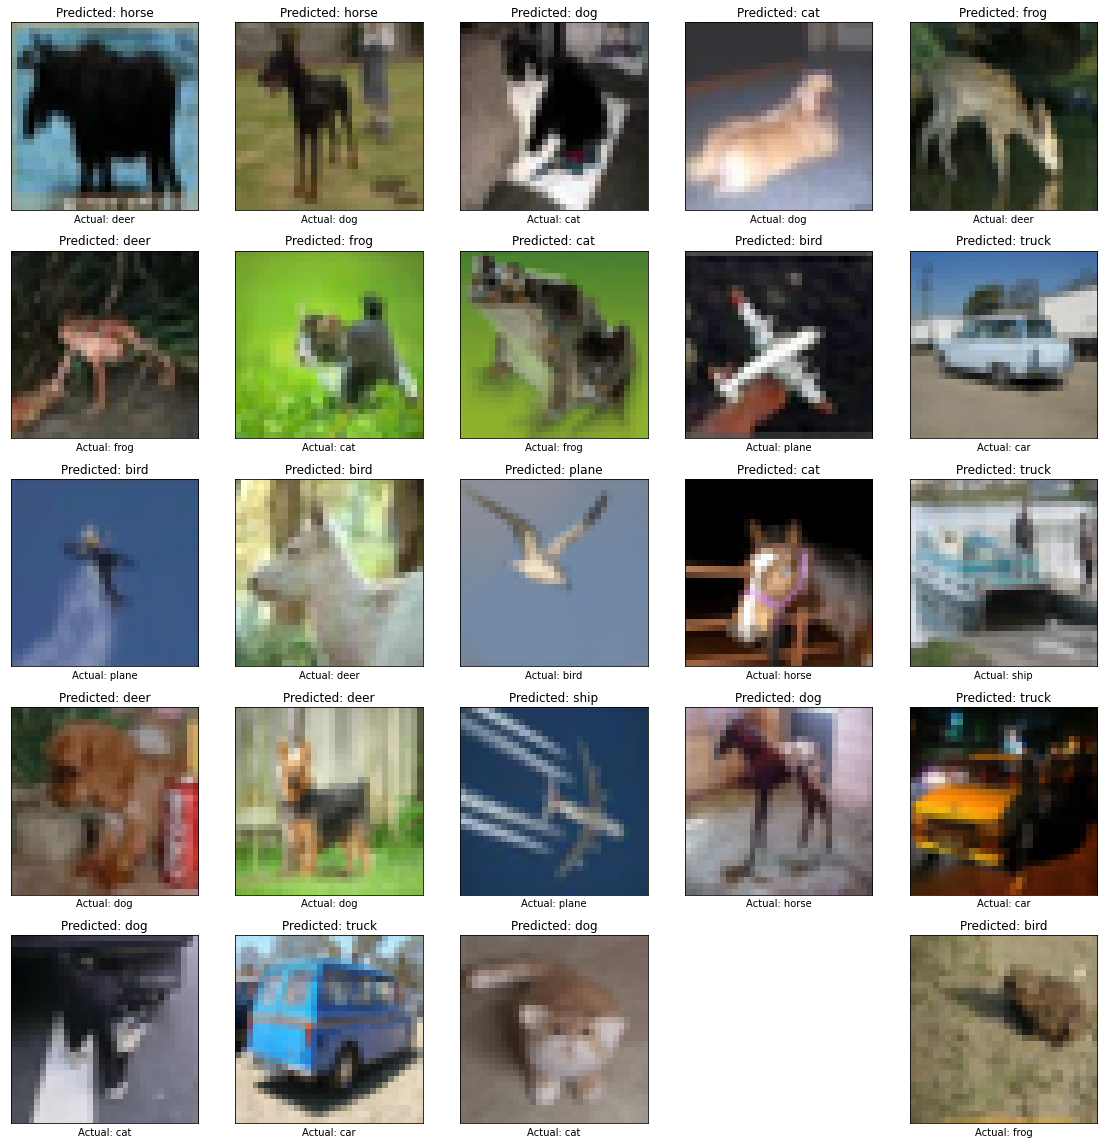 Predicted: horse
Predicted: horse
Predicted: dog
Predicted: cat
Predicted: frog
Actual: deer
Actual: dog
Actual: cat
Actual: dog
Actual: deer
Predicted: deer
Predicted: frog
Predicted: cat
Predicted: bird
Predicted: truck
Actual: frog
Actual: cat
Actual: frog
Actual: plane
Actual: car
Predicted: bird
Predicted: bird
Predicted: plane
Predicted: cat
Predicted: truck
Actual: plane
Actual: deer
Actual: bird
Actual: horse
Actual: ship
Predicted: deer
Predicted: deer
Predicted: ship
Predicted: dog
Predicted: truck
Actual: dog
Actual: dog
Actual: plane
Actual: horse
Actual: car
Predicted: dog
Predicted: truck
Predicted: dog
Predicted: bird
Actual: cat
Actual: car
Actual: cat
Actual: frog